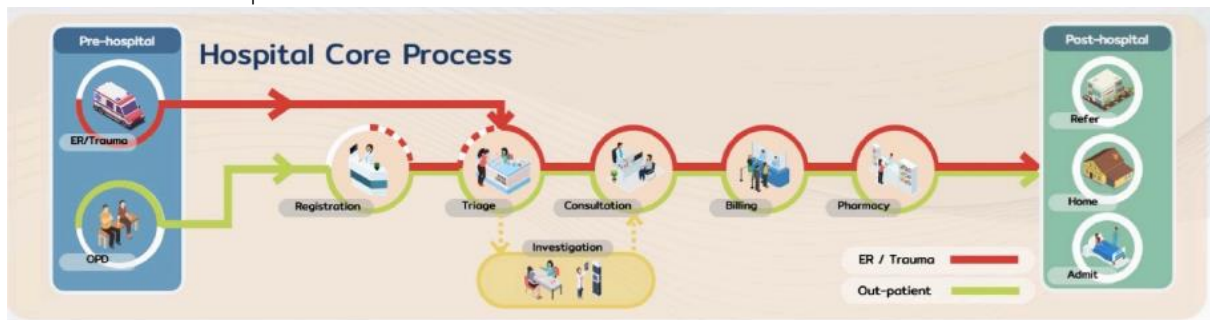 Pre-hospital
Hospital Core Process
Post-hospital
ER/Trauma
Refer
Registration
Triage
Consultation
Billing
Pharmacy
Home
OPD
Investigation
ER / Trauma
Out-patient
Admit